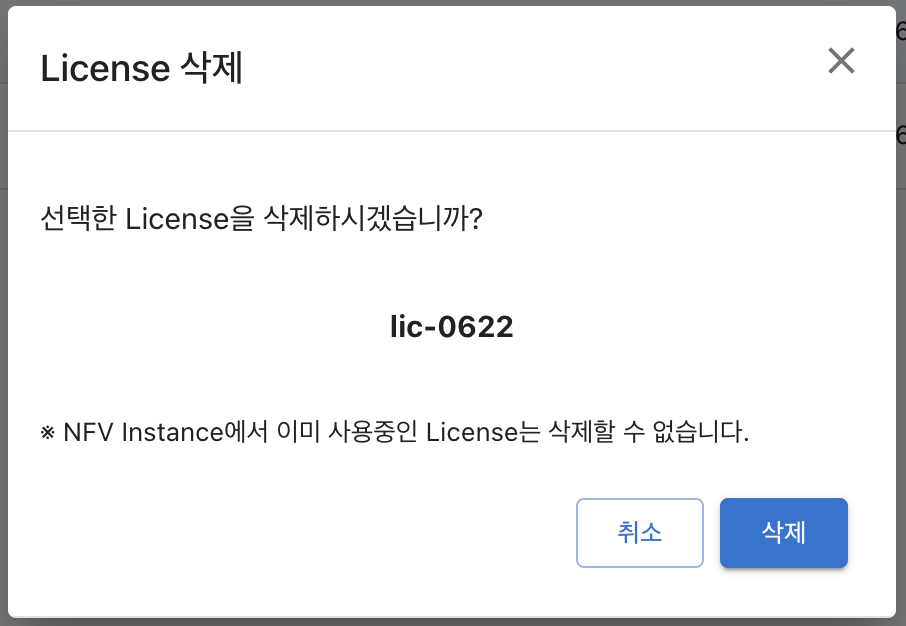 License 삭제
선택한 License을 삭제하시겠습니까?
lic-0622
※ NFV Instance에서 이미 사용중인 License는 삭제할 수 없습니다.
취소
삭제